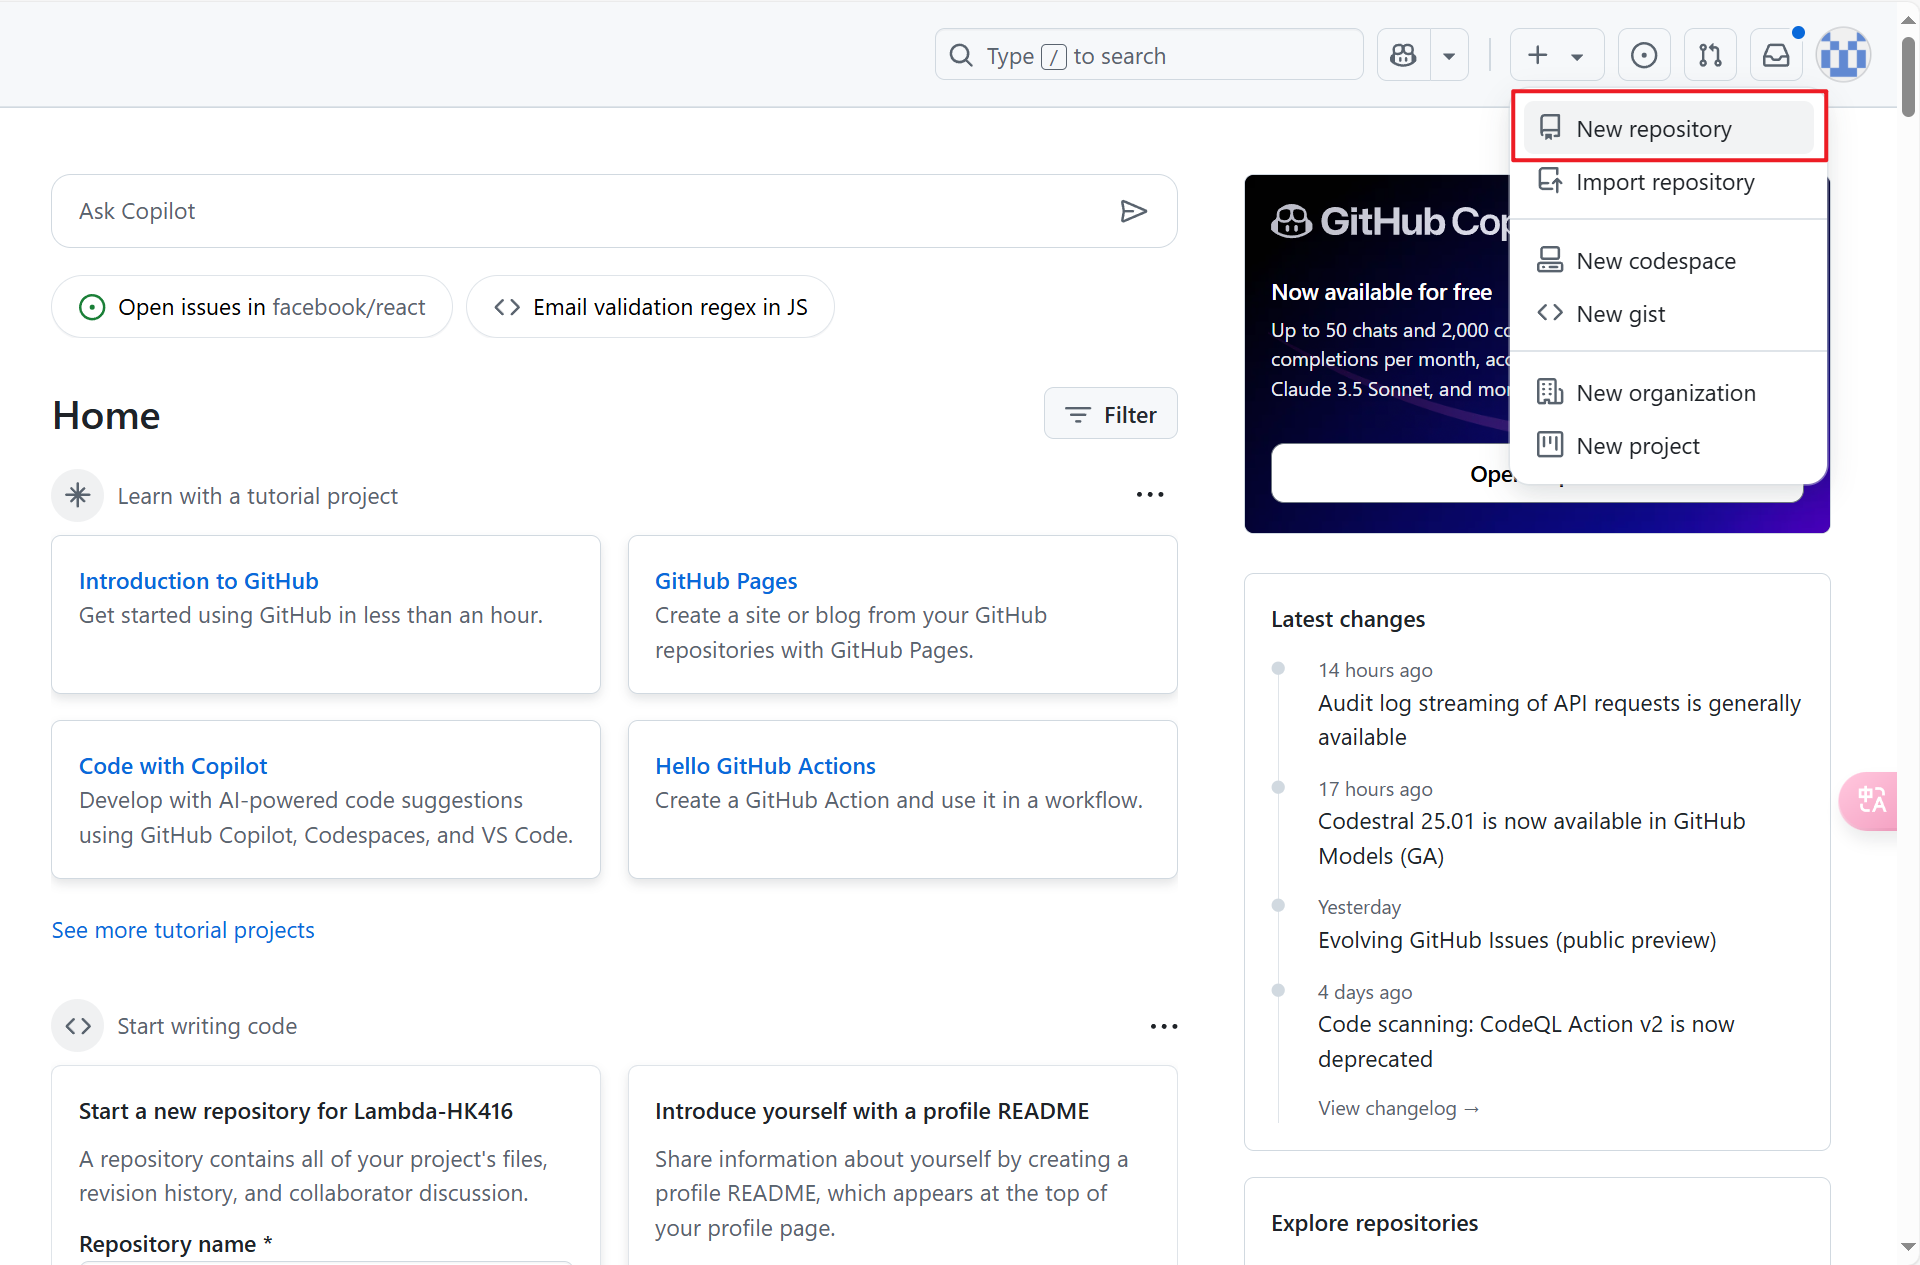 Type / to search
New repository
Import repository
New codespace
New gist
New organization
New project
Ask Copilot
Open issues in facebook/react
Email validation regex in JS
Home
Filter
Learn with a tutorial project
Introduction to GitHub
Get started using GitHub in less than an hour.
GitHub Pages
Create a site or blog from your GitHub
repositories with GitHub Pages.
Code with Copilot
Develop with AI-powered code suggestions
using GitHub Copilot, Codespaces, and VS Code.
Hello GitHub Actions
Create a GitHub Action and use it in a workflow.
See more tutorial projects
Start writing code
Start a new repository for Lambda-HK416
A repository contains all of your project's files,
revision history, and collaborator discussion.
Repository name *
Introduce yourself with a profile README
Share information about yourself by creating a
profile README, which appears at the top of
your profile page.
GitHub Cop
Now available for free
Up to 50 chats and 2,000 co
completions per month, acc
Claude 3.5 Sonnet, and mor
Ope
Latest changes
14 hours ago
Audit log streaming of API requests is generally
available
17 hours ago
Codestral 25.01 is now available in GitHub
Models (GA)
Yesterday
Evolving GitHub Issues (public preview)
4 days ago
Code scanning: CodeQL Action v2 is now
deprecated
View changelog →
Explore repositories
中A